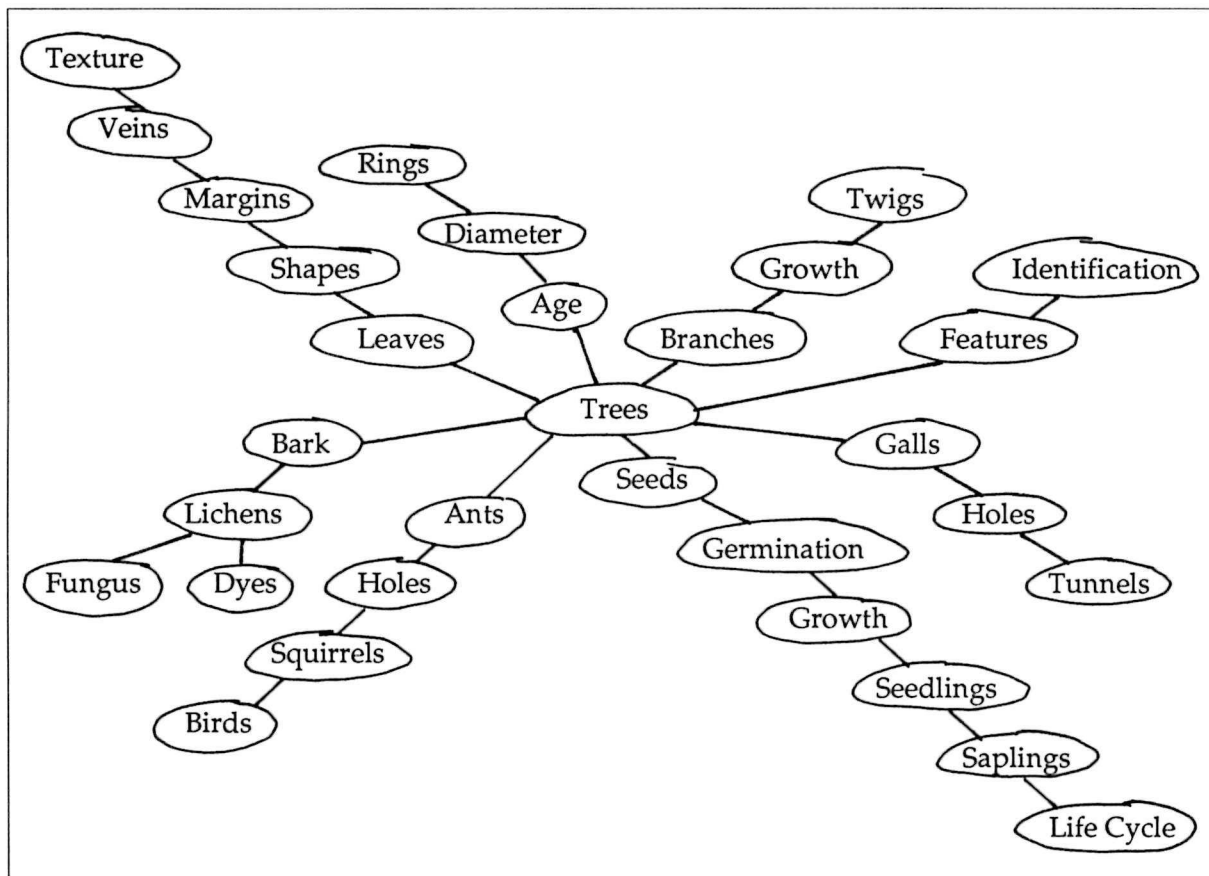 Texture
Veins
Rings
Margins
Twigs
Diameter
Shapes
Growth
Identification
Age
Leaves
Branches
Features
Trees
Bark
Galls
Seeds
Lichens
Ants
Holes
Germination
Fungus
Dyes
Holes
Tunnels
Growth
Squirrels
Seedlings
Birds
Saplings
Life Cycle